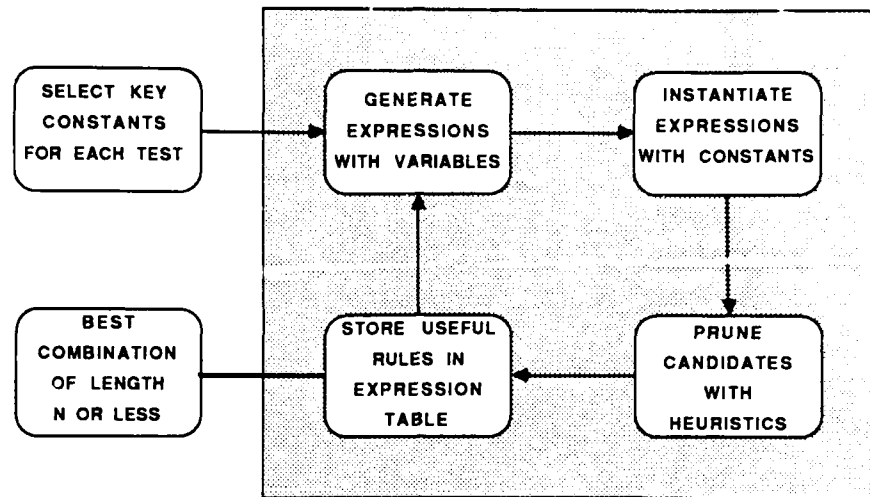 SELECT KEY
CONSTANTS
FOR EACH TEST
GENERATE
EXPRESSIONS
WITH VARIABLES
INSTANTIATE
EXPRESSIONS
WITH CONSTANTS
BEST
COMBINATION
OF LENGTH
N OR LESS
STORE USEFUL
RULES IN
EXPRESSION
TABLE
PRUNE
CANDIDATES
WITH
HEURISTICS